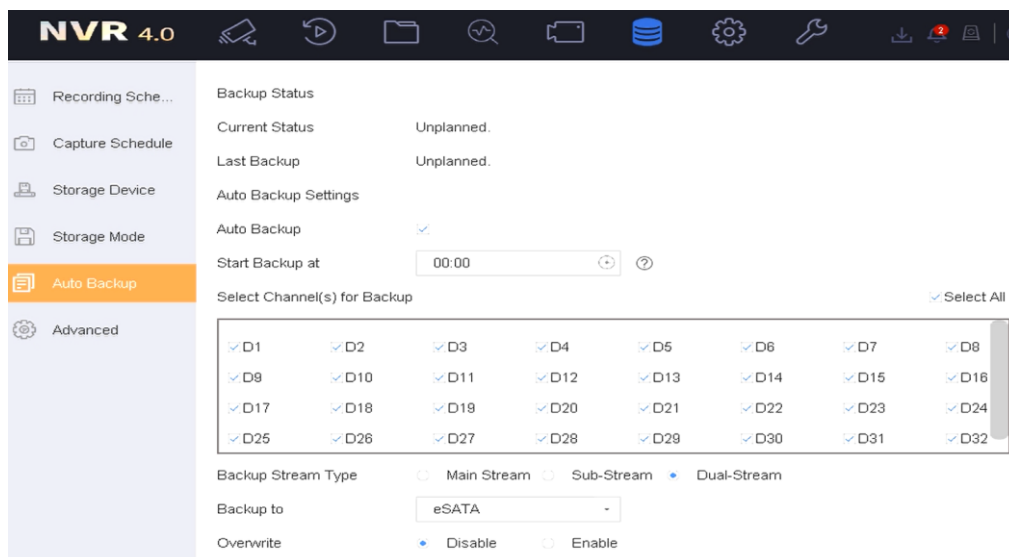 NVR 4.0
2
Recording Sche...
Capture Schedule
Storage Device
Storage Mode
Auto Backup
Advanced
Backup Status
Current Status Unplanned.
Last Backup Unplanned.
Auto Backup Settings
Auto Backup
Start Backup at 00:00 ?
Select Channel(s) for Backup Select All
D1 D2 D3 D4 D5 D6 D7 D8
D9 D10 D11 D12 D13 D14 D15 D16
D17 D18 D19 D20 D21 D22 D23 D24
D25 D26 D27 D28 D29 D30 D31 D32
Backup Stream Type Main Stream Sub-Stream Dual-Stream
Backup to eSATA
Overwrite Disable Enable